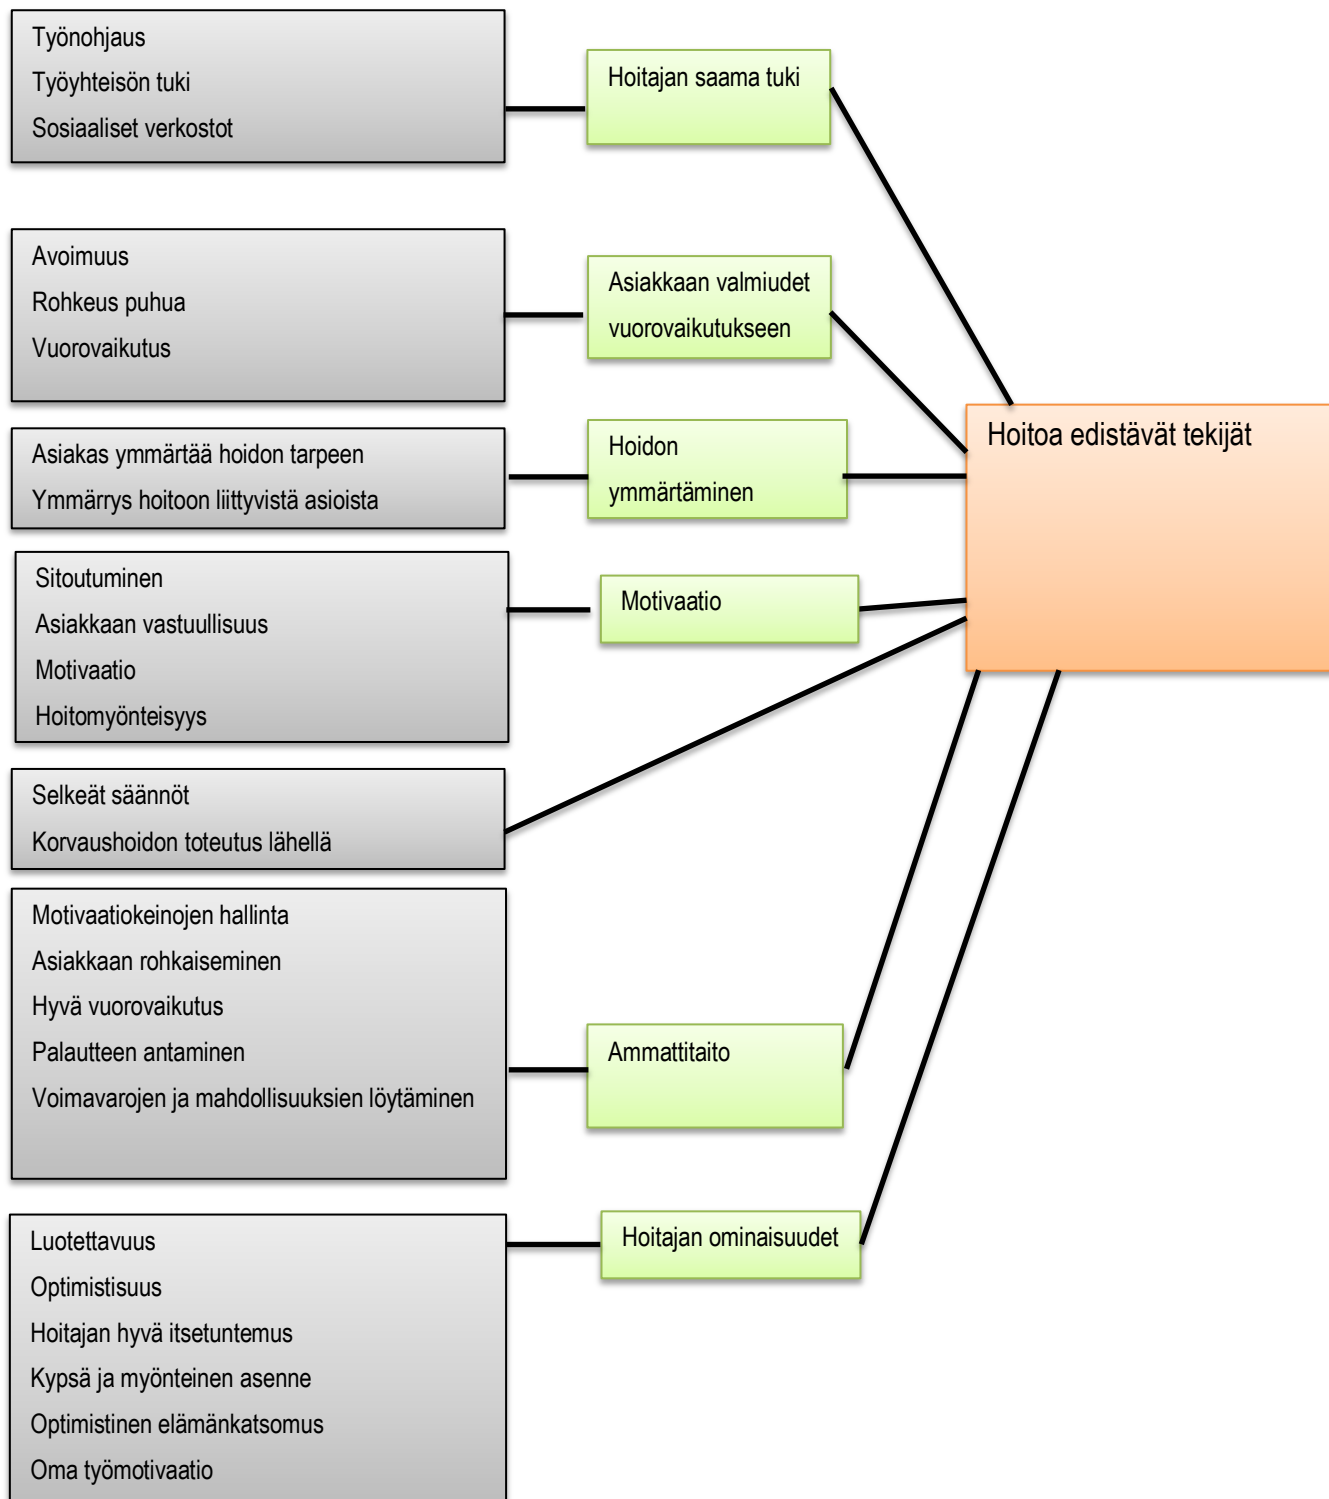 Työnohjaus
Työyhteisön tuki
Sosiaaliset verkostot
Hoitajan saama tuki
Avoimuus
Rohkeus puhua
Vuorovaikutus
Asiakkaan valmiudet
vuorovaikutukseen
Asiakas ymmärtää hoidon tarpeen
Ymmärrys hoitoon liittyvistä asioista
Hoidon
ymmärtäminen
Hoitoa edistävät tekijät
Sitoutuminen
Asiakkaan vastuullisuus
Motivaatio
Hoitomyönteisyys
Motivaatio
Selkeät säännöt
Korvaushoidon toteutus lähellä
Motivaatiokeinojen hallinta
Asiakkaan rohkaiseminen
Hyvä vuorovaikutus
Palautteen antaminen
Voimavarojen ja mahdollisuuksien löytäminen
Ammattitaito
Luotettavuus
Optimistisuus
Hoitajan hyvä itsetuntemus
Kypsä ja myönteinen asenne
Optimistinen elämänkatsomus
Oma työmotivaatio
Hoitajan ominaisuudet